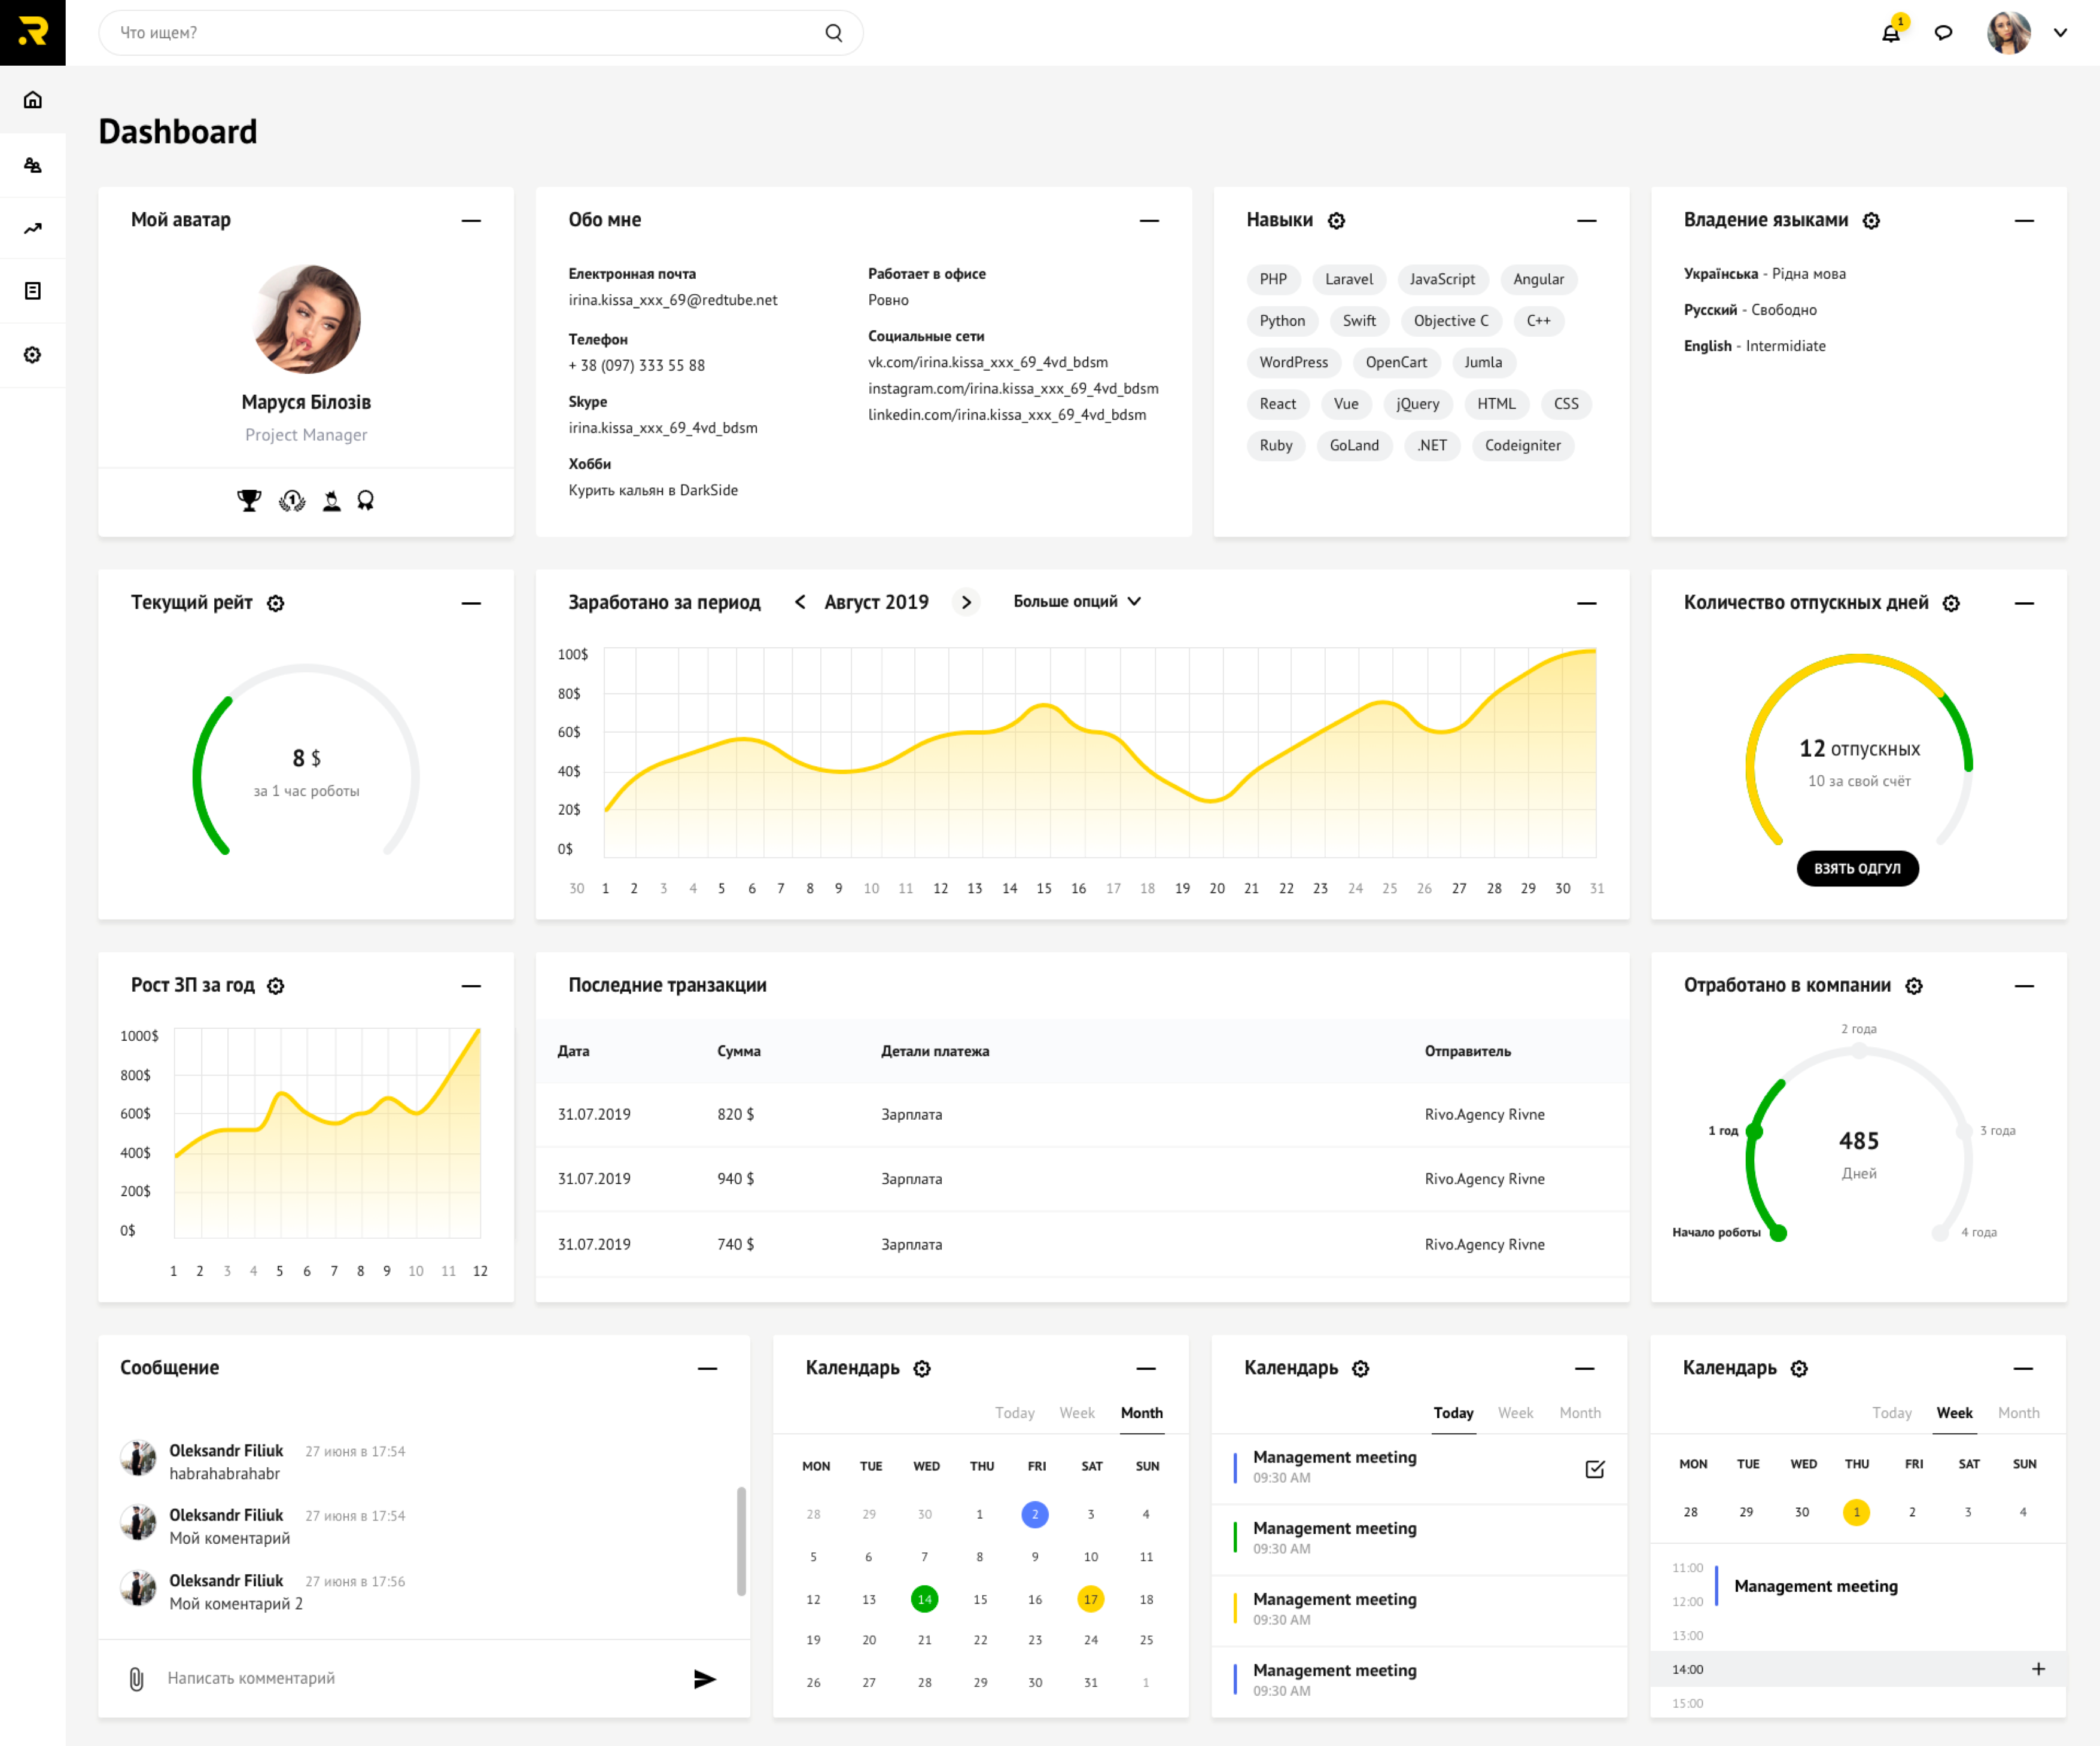 Что ищем?
1
Dashboard
Мой аватар
Маруся Білозів
Project Manager
1
Обо мне
Електронная почта
irina.kissa_xxx_69@redtube.net
Телефон
+ 38 (097) 333 55 88
Skype
irina.kissa_xxx_69_4vd_bdsm
Хобби
Курить кальян в DarkSide
Работает в офисе
Ровно
Социальные сети
vk.com/irina.kissa_xxx_69_4vd_bdsm
instagram.com/irina.kissa_xxx_69_4vd_bdsm
linkedin.com/irina.kissa_xxx_69_4vd_bdsm
Навыки
PHP Laravel JavaScript Angular
Python Swift Objective C C++
WordPress OpenCart Jumla
React Vue jQuery HTML CSS
Ruby GoLand .NET Codeigniter
Владение языками
Українська - Рідна мова
Русский - Свободно
English - Intermidiate
Текущий рейт
8 $
за 1 час роботы
Заработано за период Август 2019 Больше опций
100$
80$
60$
40$
20$
0$
30 1 2 3 4 5 6 7 8 9 10 11 12 13 14 15 16 17 18 19 20 21 22 23 24 25 26 27 28 29 30 31
Количество отпускных дней
12 отпускных
10 за свой счёт
ВЗЯТЬ ОДГУЛ
Рост ЗП за год
1000$
800$
600$
400$
200$
0$
1 2 3 4 5 6 7 8 9 10 11 12
Последние транзакции
Дата Сумма Детали платежа Отправитель
31.07.2019 820 $ Зарплата Rivo.Agency Rivne
31.07.2019 940 $ Зарплата Rivo.Agency Rivne
31.07.2019 740 $ Зарплата Rivo.Agency Rivne
Отработано в компании
2 года
1 год
3 года
485
Дней
Начало роботы
4 года
Сообщение
Oleksandr Filiuk 27 июня в 17:54
habrahabrahabr
Oleksandr Filiuk 27 июня в 17:54
Мой коментарий
Oleksandr Filiuk 27 июня в 17:56
Мой коментарий 2
Написать комментарий
Календарь
Today Week Month
MON TUE WED THU FRI SAT SUN
28 29 30 1 2 3 4
5 6 7 8 9 10 11
12 13 14 15 16 17 18
19 20 21 22 23 24 25
26 27 28 29 30 31 1
Календарь
Today Week Month
Management meeting
09:30 AM
Management meeting
09:30 AM
Management meeting
09:30 AM
Management meeting
09:30 AM
Календарь
Today Week Month
MON TUE WED THU FRI SAT SUN
28 29 30 1 2 3 4
11:00
Management meeting
12:00
13:00
14:00
15:00